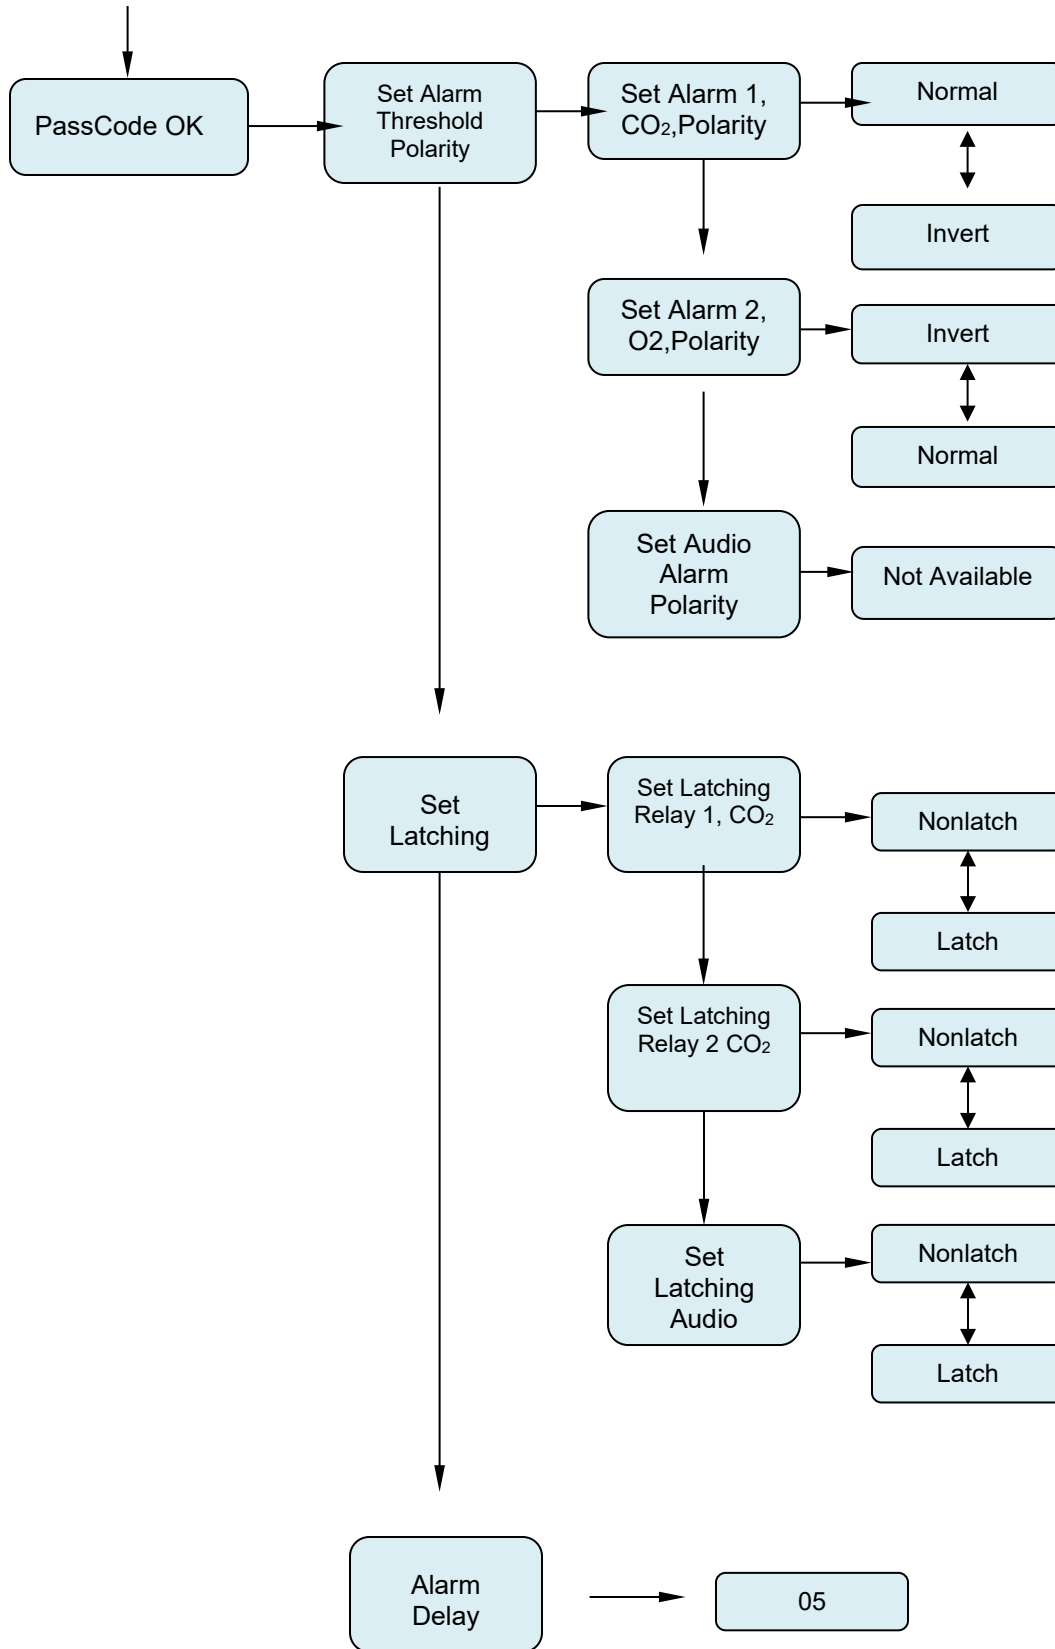 PassCode OK
Set Alarm
Threshold
Polarity
Set Alarm 1,
CO₂,Polarity
Normal
Invert
Set Alarm 2,
O2,Polarity
Invert
Normal
Set Audio
Alarm
Polarity
Not Available
Set
Latching
Set Latching
Relay 1, CO₂
Nonlatch
Latch
Set Latching
Relay 2 CO₂
Nonlatch
Latch
Set
Latching
Audio
Nonlatch
Latch
Alarm
Delay
05